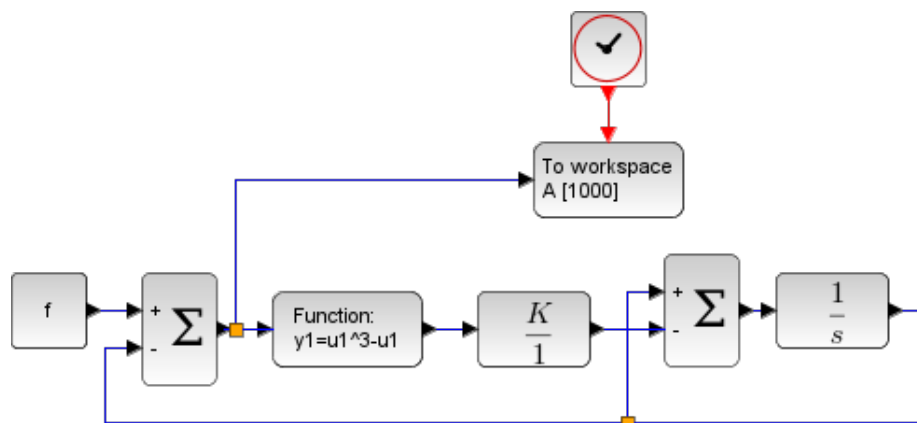 To workspace
A [1000]
f
+
-
Σ
Function:
y1=u1^3-u1
K
1
+
-
Σ
1
s